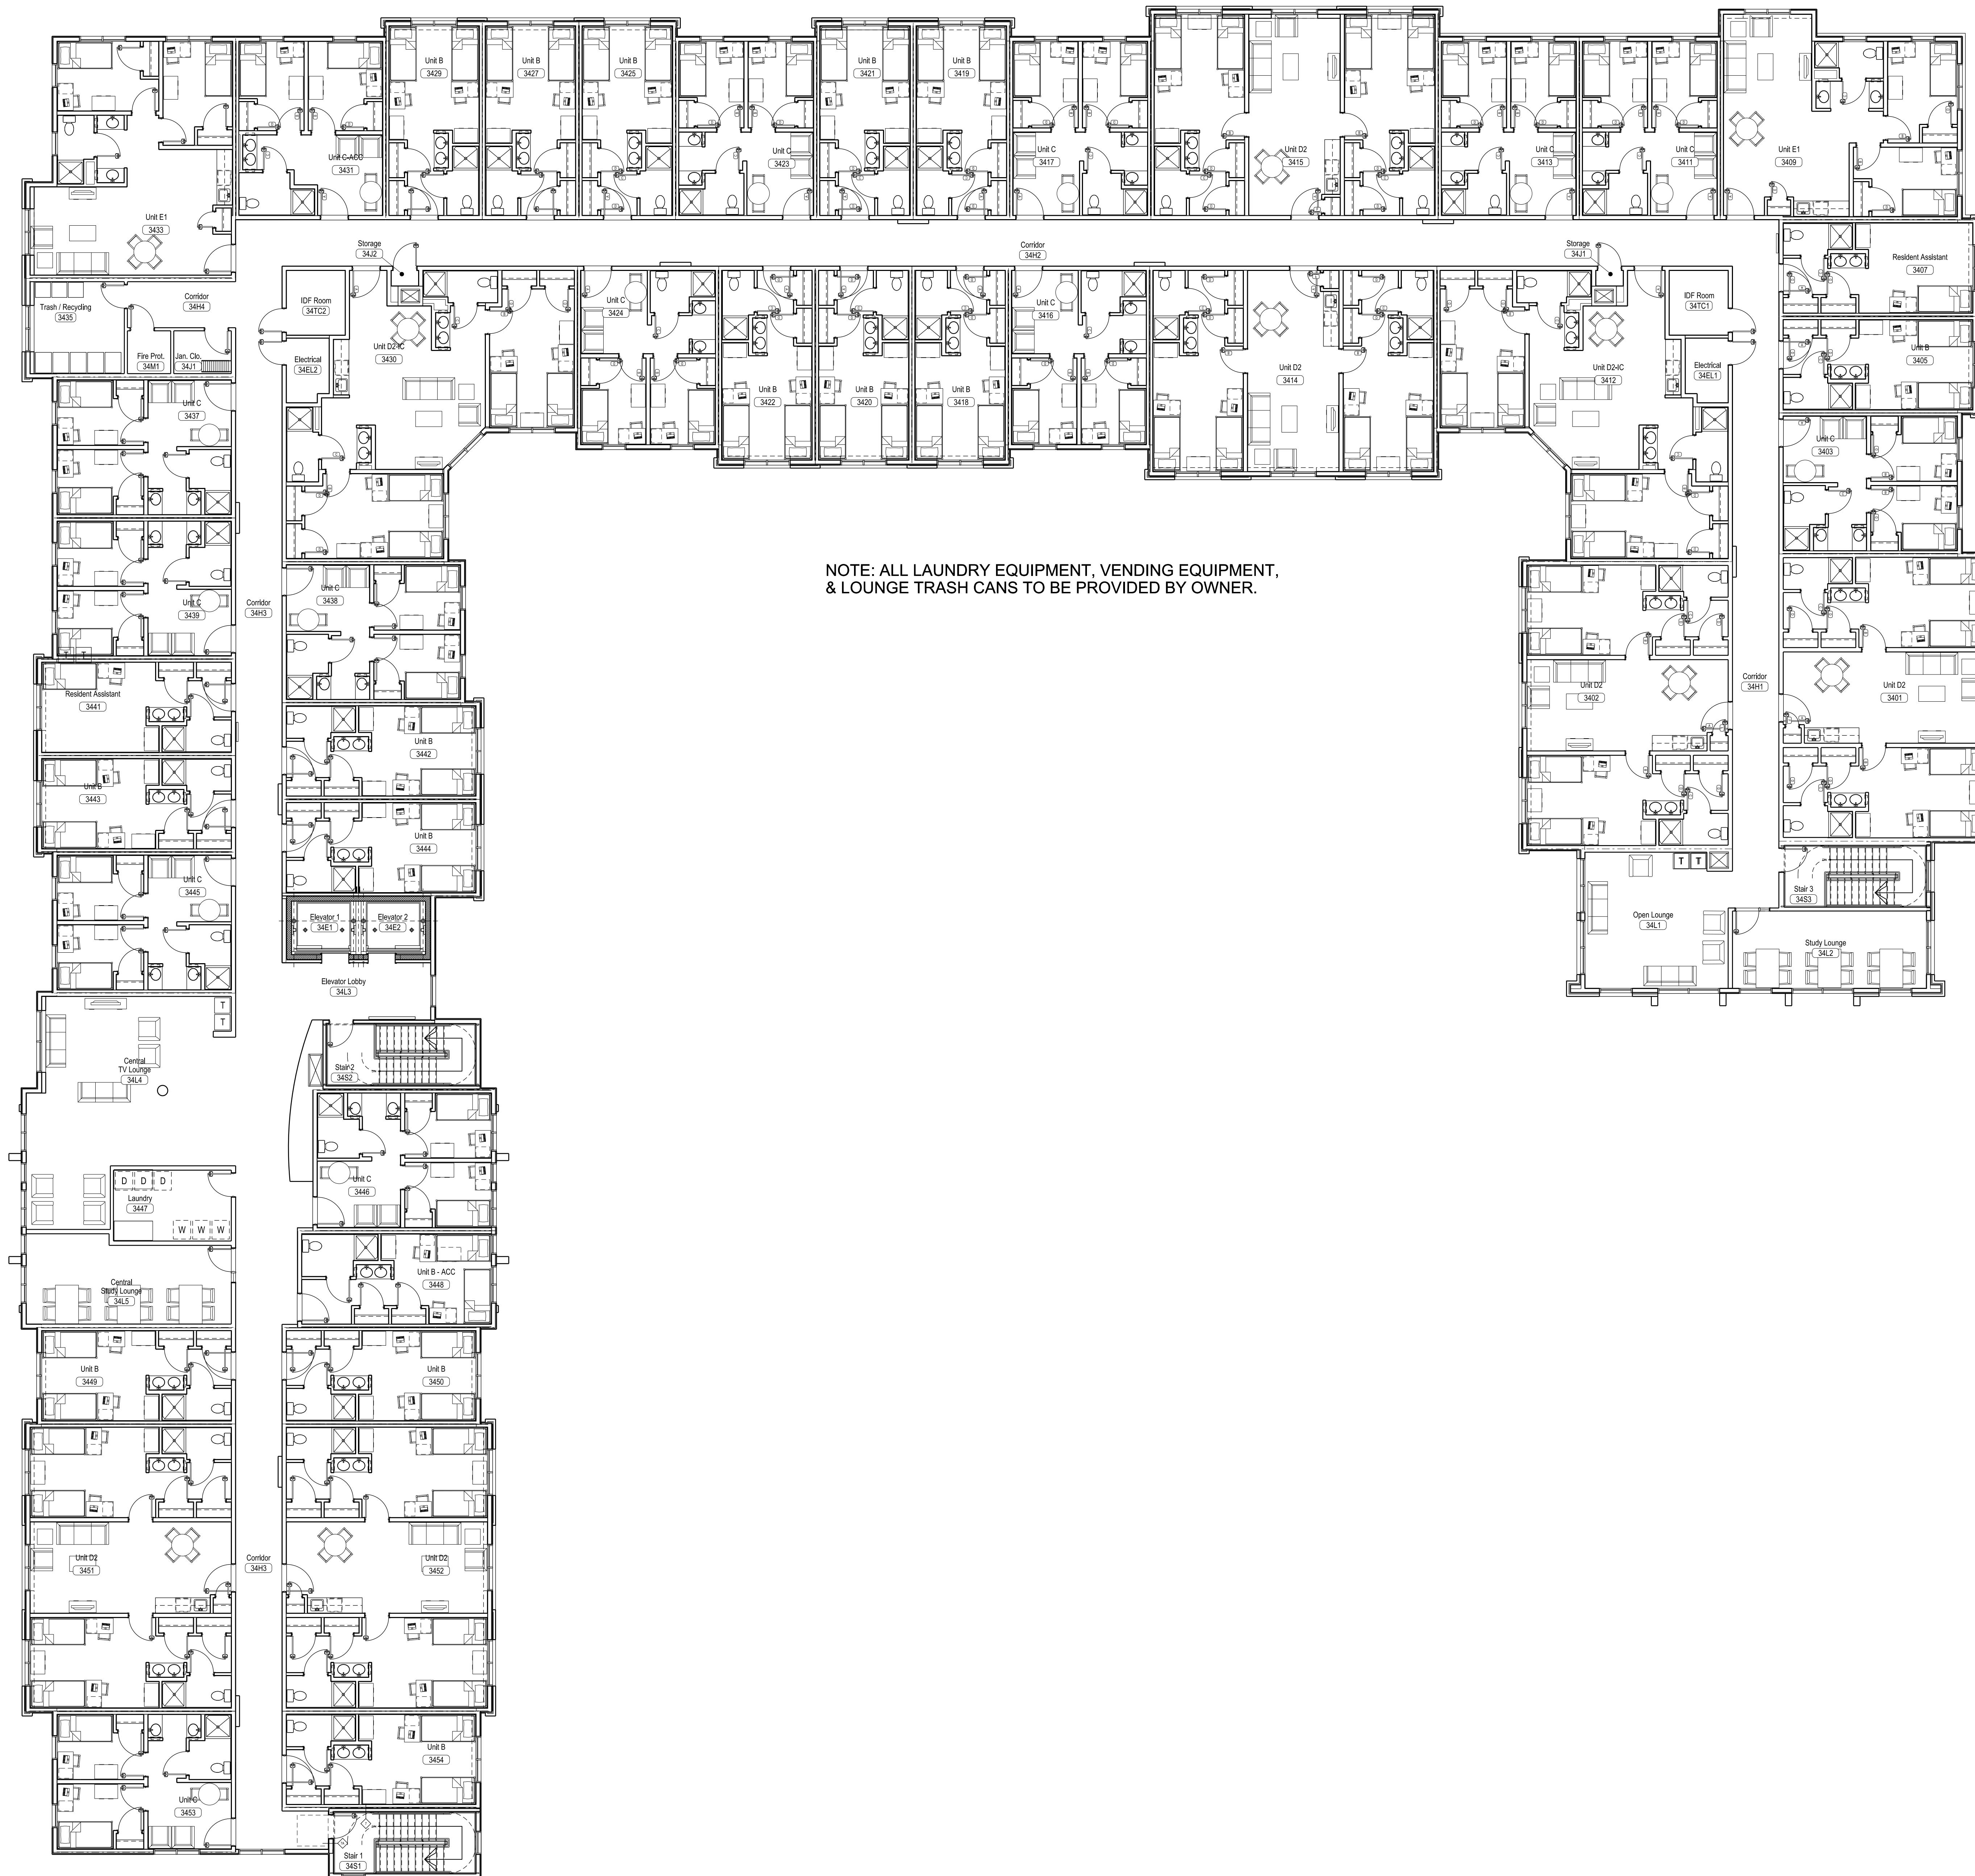 Unit B
3429
Unit B
3427
Unit B
3425
Unit B
3421
Unit B
3419
Unit C-ACC
3431
Unit C
3423
Unit C
3417
Unit D2
3415
Unit C
3413
Unit C
3411
Unit E1
3409
Unit E1
3433
Storage
34J2
Corridor
34H2
Storage
34J1
Resident Assistant
3407
Trash / Recycling
3435
Corridor
34H4
IDF Room
34TC2
Unit C
3424
Unit C
3416
IDF Room
34TC1
Unit D2-IC
3430
Fire Prot.
34M1
Jan. Clo.
34J1
Electrical
34EL2
Unit B
3422
Unit B
3420
Unit B
3418
Unit D2
3414
Unit D2-IC
3412
Electrical
34EL1
Unit B
3405
Unit C
3437
Unit C
3403
NOTE: ALL LAUNDRY EQUIPMENT, VENDING EQUIPMENT,
& LOUNGE TRASH CANS TO BE PROVIDED BY OWNER.
Unit C
3439
Corridor
34H3
Unit C
3438
T T
Resident Assistant
3441
Unit D2
3402
Corridor
34H1
Unit D2
3401
Unit B
3442
Unit B
3443
Unit B
3444
T T
Unit C
3445
Stair 3
34S3
Elevator 1
34E1
Elevator 2
34E2
Open Lounge
34L1
Study Lounge
34L2
Elevator Lobby
34L3
T
T
Central
TV Lounge
34L4
Stair 2
34S2
D D D
Laundry
3447
W W W
Unit C
3446
Unit B - ACC
3448
Central
Study Lounge
34L5
Unit B
3449
Unit B
3450
Unit D2
3451
Corridor
34H3
Unit D2
3452
Unit B
3454
Unit C
3453
Stair 1
34S1